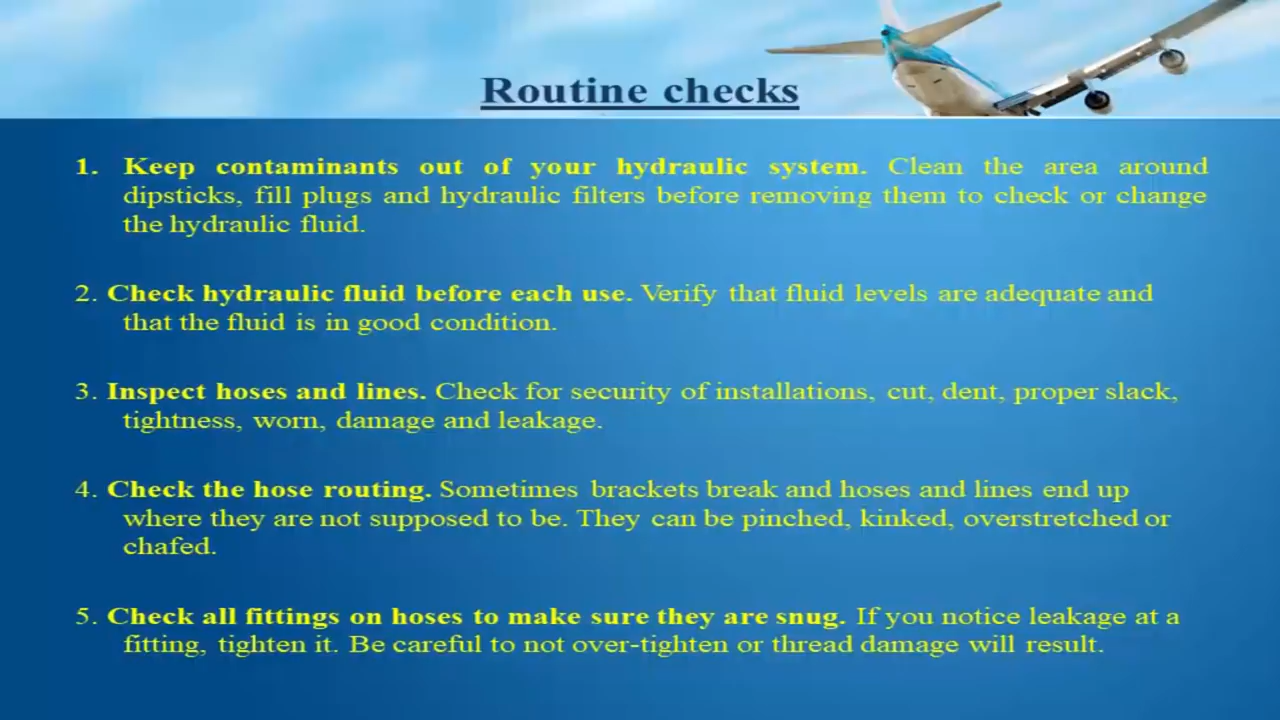 Routine checks
1. Keep contaminants out of your hydraulic system. Clean the area around
dipsticks, fill plugs and hydraulic filters before removing them to check or change
the hydraulic fluid.
2. Check hydraulic fluid before each use. Verify that fluid levels are adequate and
that the fluid is in good condition.
3. Inspect hoses and lines. Check for security of installations, cut, dent, proper slack,
tightness, worn, damage and leakage.
4. Check the hose routing. Sometimes brackets break and hoses and lines end up
where they are not supposed to be. They can be pinched, kinked, overstretched or
chafed.
5. Check all fittings on hoses to make sure they are snug. If you notice leakage at a
fitting, tighten it. Be careful to not over-tighten or thread damage will result.